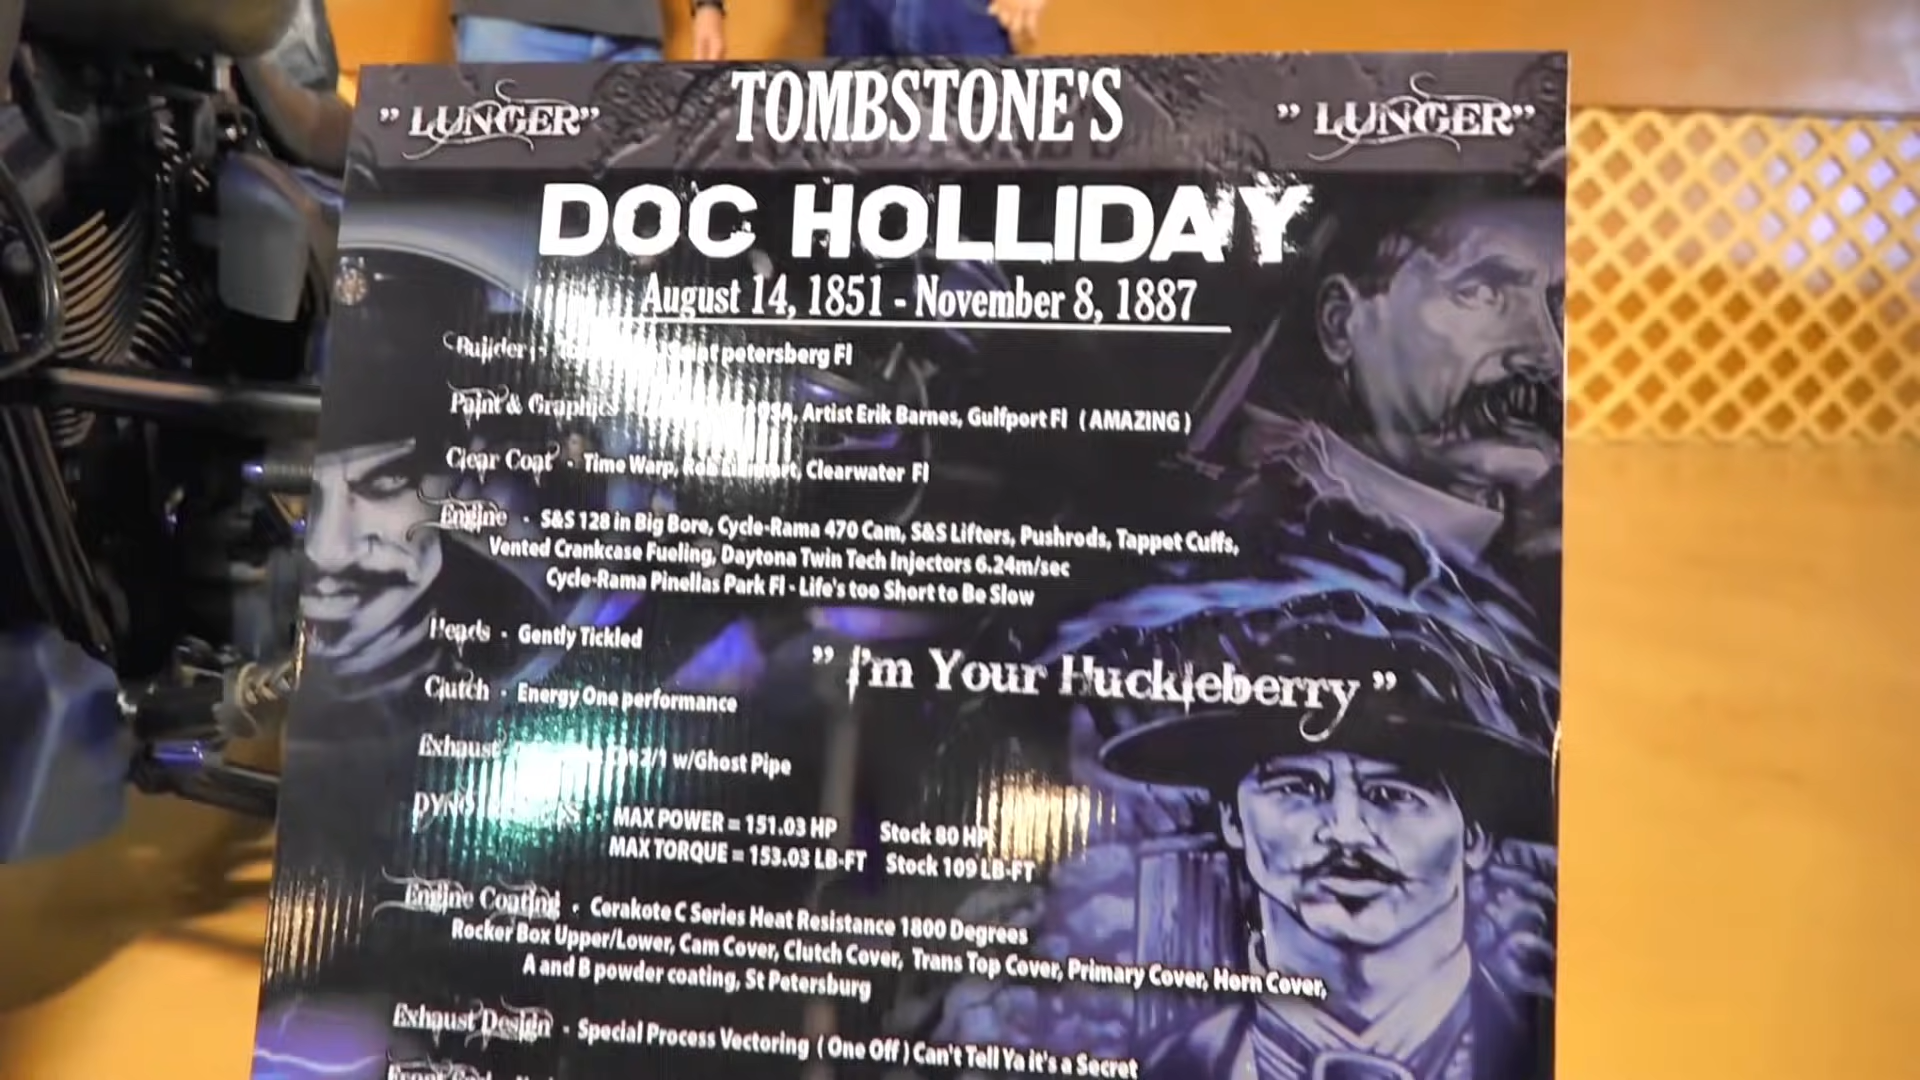 " LUNGER" TOMBSTONE'S " LUNGER"
DOC HOLLIDAY
August 14, 1851 - November 8, 1887
Builder petersberg Fl
Paint & Graphics Artist Erik Barnes, Gulfport Fl ( AMAZING )
Clear Coat - Time Warp, Clearwater Fl
Engine - S&S 128 in Big Bore, Cycle-Rama 470 Cam, S&S Lifters, Pushrods, Tappet Cuffs,
Vented Crankcase Fueling, Daytona Twin Tech Injectors 6.24m/sec
Cycle-Rama Pinellas Park Fl - Life's too Short to Be Slow
Heads - Gently Tickled
" I'm Your Huckleberry "
Clutch - Energy One performance
Exhaust 2/1 w/Ghost Pipe
DYNO - MAX POWER = 151.03 HP Stock 80 HP
MAX TORQUE = 153.03 LB-FT Stock 109 LB-FT
Engine Coating - Cerakote C Series Heat Resistance 1800 Degrees
Rocker Box Upper/Lower, Cam Cover, Clutch Cover, Trans Top Cover, Primary Cover, Horn Cover,
A and B powder coating, St Petersburg
Exhaust Design - Special Process Vectoring ( One Off ) Can't Tell Ya it's a Secret